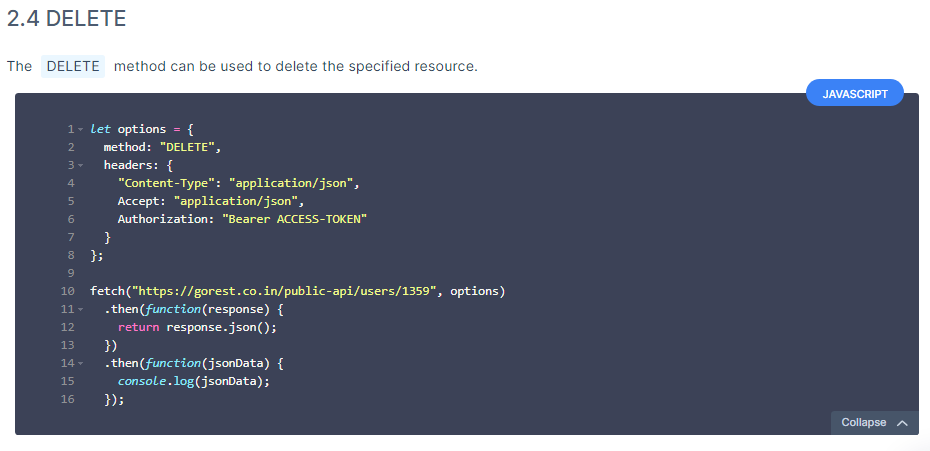 2.4 DELETE
The DELETE method can be used to delete the specified resource.
JAVASCRIPT
1 let options = {
2 method: "DELETE",
3 headers: {
4 "Content-Type": "application/json",
5 Accept: "application/json",
6 Authorization: "Bearer ACCESS-TOKEN"
7 }
8 };
9
10 fetch("https://gorest.co.in/public-api/users/1359", options)
11 .then(function(response) {
12 return response.json();
13 })
14 .then(function(jsonData) {
15 console.log(jsonData);
16 });
Collapse